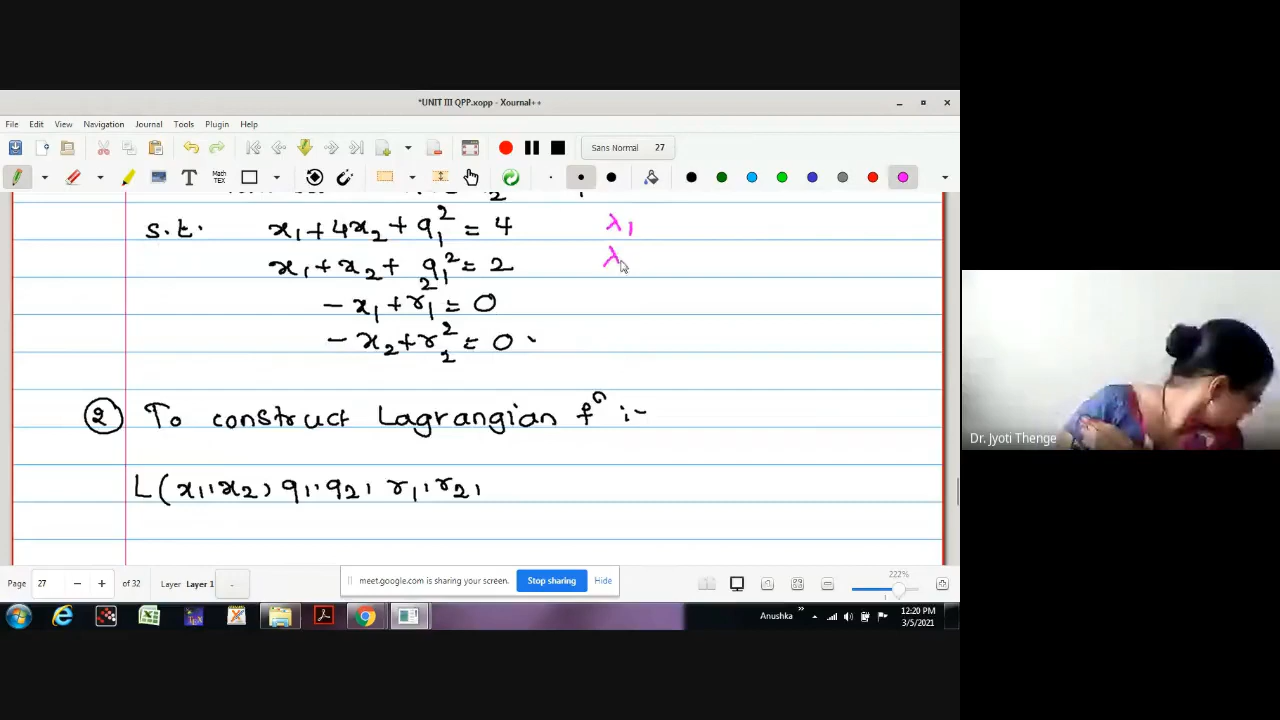 *UNIT III QPP.xopp - Xournal++
File Edit View Navigation Journal Tools Plugin Help
Sans Normal 27
s.t. x₁ + 4x₂ + q₁² = 4 λ₁
x₁ + x₂ + q₂² = 2 λ
- x₁ + r₁² = 0
- x₂ + r₂² = 0 .
② To construct Lagrangian fⁿ :-
L(x₁, x₂, q₁, q₂, r₁, r₂,
Dr. Jyoti Thenge
Page 27 of 32 Layer Layer 1
meet.google.com is sharing your screen. Stop sharing Hide
222%
Anushka
12:20 PM
3/5/2021